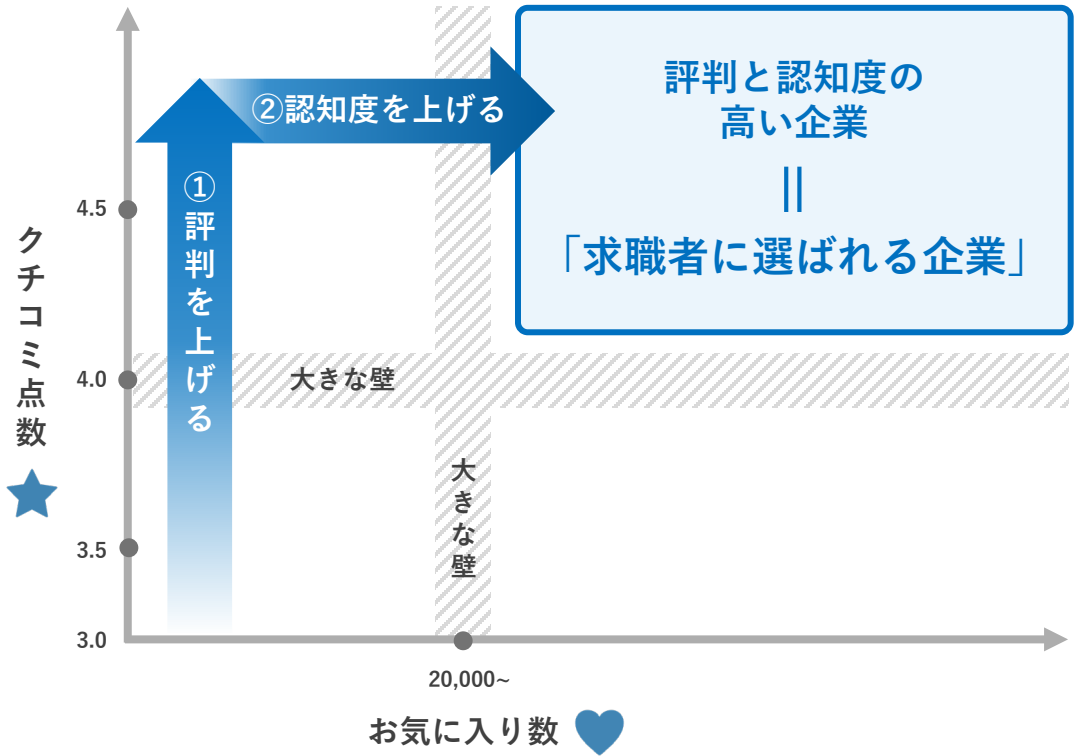 評判と認知度の
高い企業
||
「求職者に選ばれる企業」
②認知度を上げる
①評判を上げる
クチコミ点数
4.5
4.0
3.5
3.0
大きな壁
大きな壁
20,000~
お気に入り数